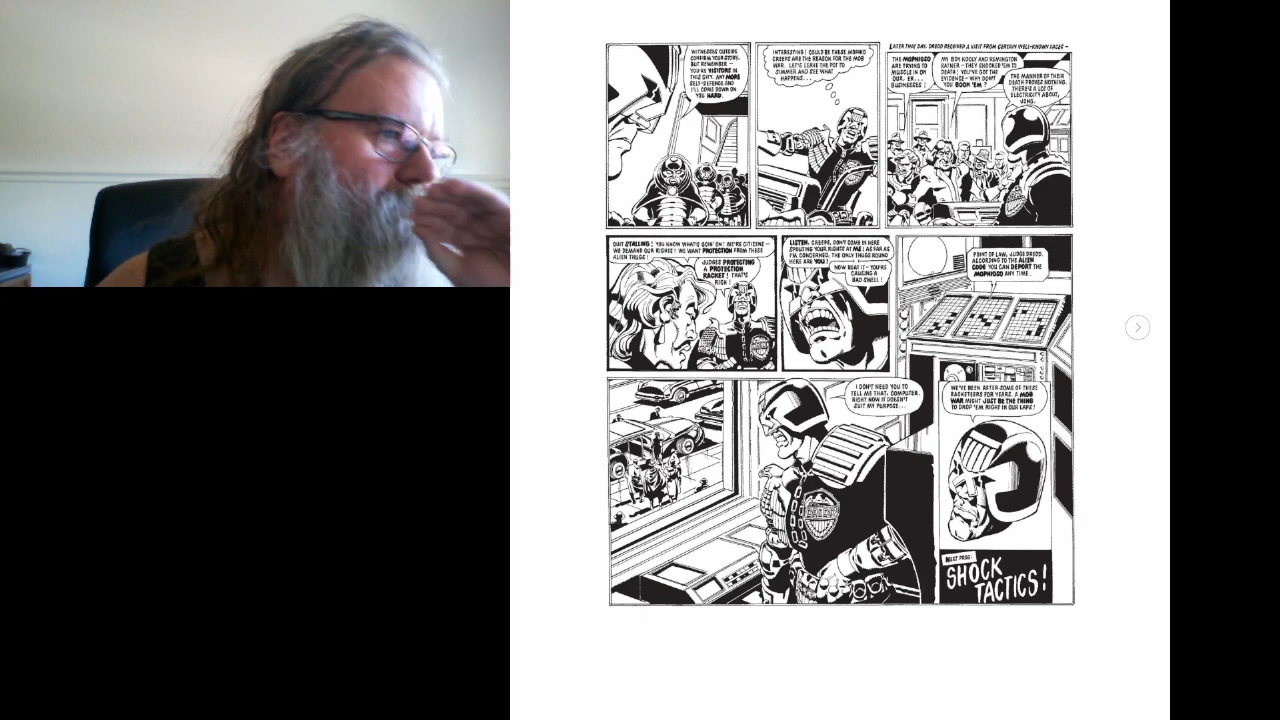 WITNESSES OUTSIDE
CONFIRM YOUR STORY.
BUT REMEMBER —
YOU'RE VISITORS IN
THIS CITY. ANY MORE
SELF-DEFENCE AND
I'LL COME DOWN ON
YOU HARD.
INTERESTING! COULD BE THESE MOPHIO
CREEPS ARE THE REASON FOR THE MOB
WAR. LET'S LEAVE THE POT TO
SIMMER AND SEE WHAT
HAPPENS...
LATER THAT DAY, DREDD RECEIVED A VISIT FROM CERTAIN WELL-KNOWN FACES —
THE MOPHIOSO
ARE TRYING TO
MUSCLE IN ON
OUR.. ER...
BUSINESSES!
MY BOY KOOLY AND REMINGTON
RATNER — THEY SHOCKED 'EM TO
DEATH! YOU'VE GOT THE
EVIDENCE — WHY DON'T
YOU BOOK 'EM?
THE MANNER OF THEIR
DEATH PROVES NOTHING.
THERE'S A LOT OF
ELECTRICITY ABOUT,
JONG.
QUIT STALLING! YOU KNOW WHAT'S GOIN' ON! WE'RE CITIZENS —
WE DEMAND OUR RIGHTS! WE WANT PROTECTION FROM THESE
ALIEN THUGS!
JUDGES PROTECTING
A PROTECTION
RACKET! THAT'S
RICH!
LISTEN, CREEPS, DON'T COME IN HERE
SPOUTING YOUR RIGHTS AT ME! AS FAR AS
I'M CONCERNED, THE ONLY THUGS ROUND
HERE ARE YOU!
NOW BEAT IT — YOU'RE
CAUSING A
BAD SMELL!
POINT OF LAW, JUDGE DREDD.
ACCORDING TO THE ALIEN
CODE YOU CAN DEPORT THE
MOPHIOSO ANY TIME.
I DON'T NEED YOU TO
TELL ME THAT, COMPUTER.
RIGHT NOW IT DOESN'T
SUIT MY PURPOSE...
DREDD
WE'VE BEEN AFTER SOME OF THESE
RACKETEERS FOR YEARS. A MOB
WAR MIGHT JUST BE THE THING
TO DROP 'EM RIGHT IN OUR LAPS!
NEXT PROG:
SHOCK
TACTICS!